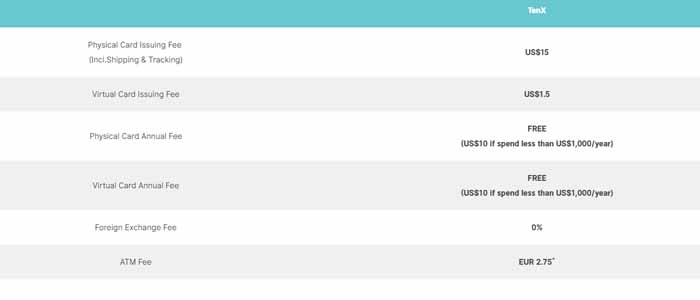 TenX
Physical Card Issuing Fee
(Incl.Shipping & Tracking)
US$15
Virtual Card Issuing Fee
US$1.5
Physical Card Annual Fee
FREE
(US$10 if spend less than US$1,000/year)
Virtual Card Annual Fee
FREE
(US$10 if spend less than US$1,000/year)
Foreign Exchange Fee
0%
ATM Fee
EUR 2.75*